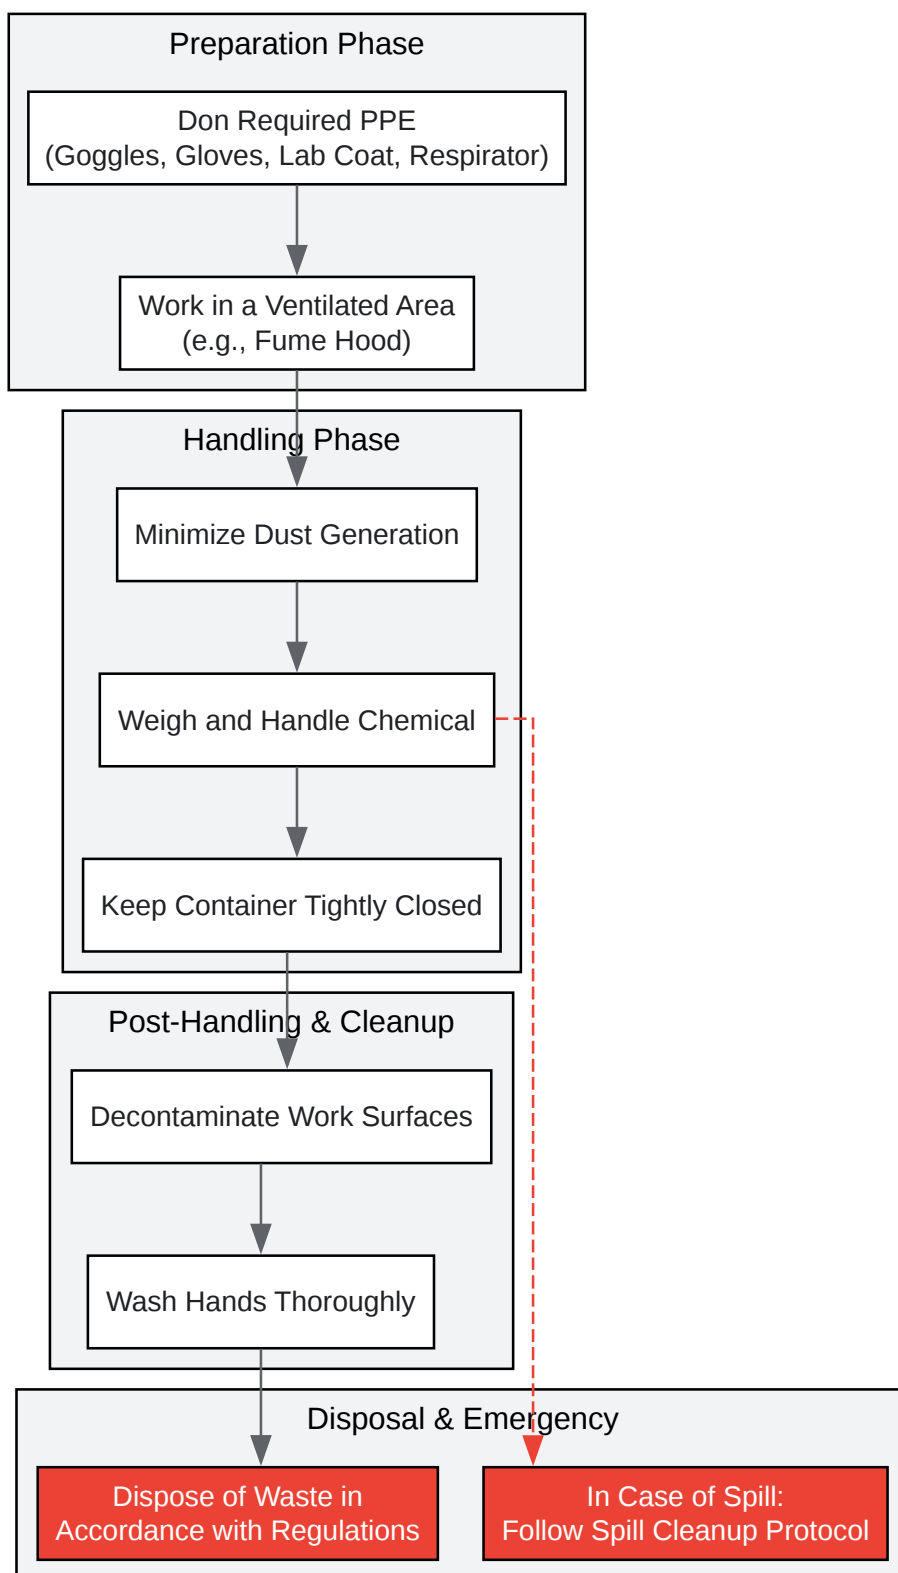 Preparation Phase
Don Required PPE
(Goggles, Gloves, Lab Coat, Respirator)
Work in a Ventilated Area
(e.g., Fume Hood)
Handling Phase
Minimize Dust Generation
Weigh and Handle Chemical
Keep Container Tightly Closed
Post-Handling & Cleanup
Decontaminate Work Surfaces
Wash Hands Thoroughly
Disposal & Emergency
Dispose of Waste in
Accordance with Regulations
In Case of Spill:
Follow Spill Cleanup Protocol